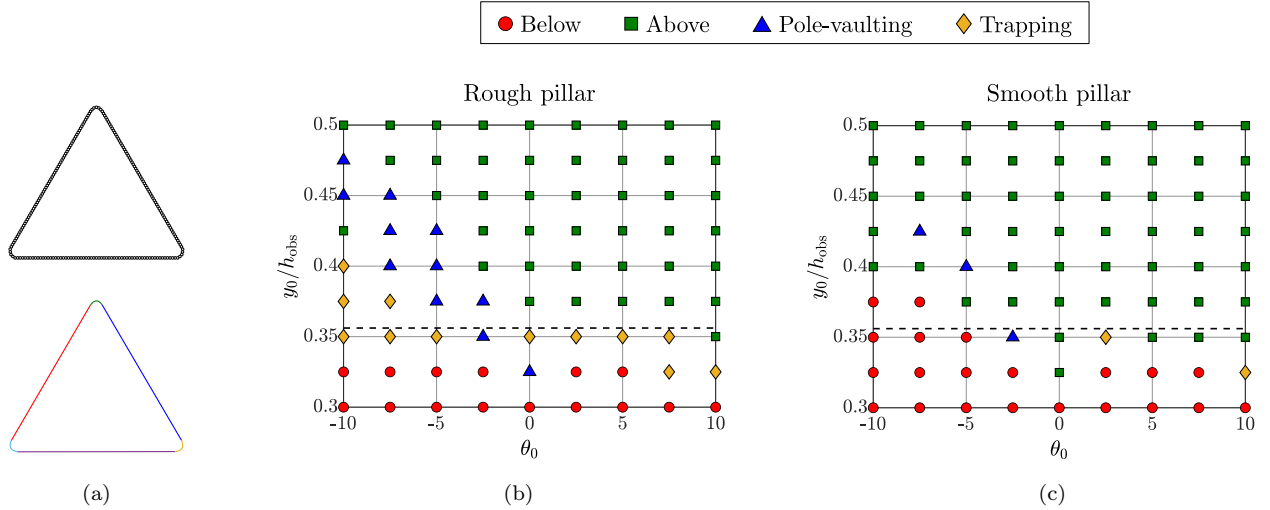 Below Above Pole-vaulting Trapping
Rough pillar
0.5
0.45
0.4
0.35
0.3
y₀/h_obs
-10 -5 0 5 10
θ₀
Smooth pillar
0.5
0.45
0.4
0.35
0.3
y₀/h_obs
-10 -5 0 5 10
θ₀
(a) (b) (c)